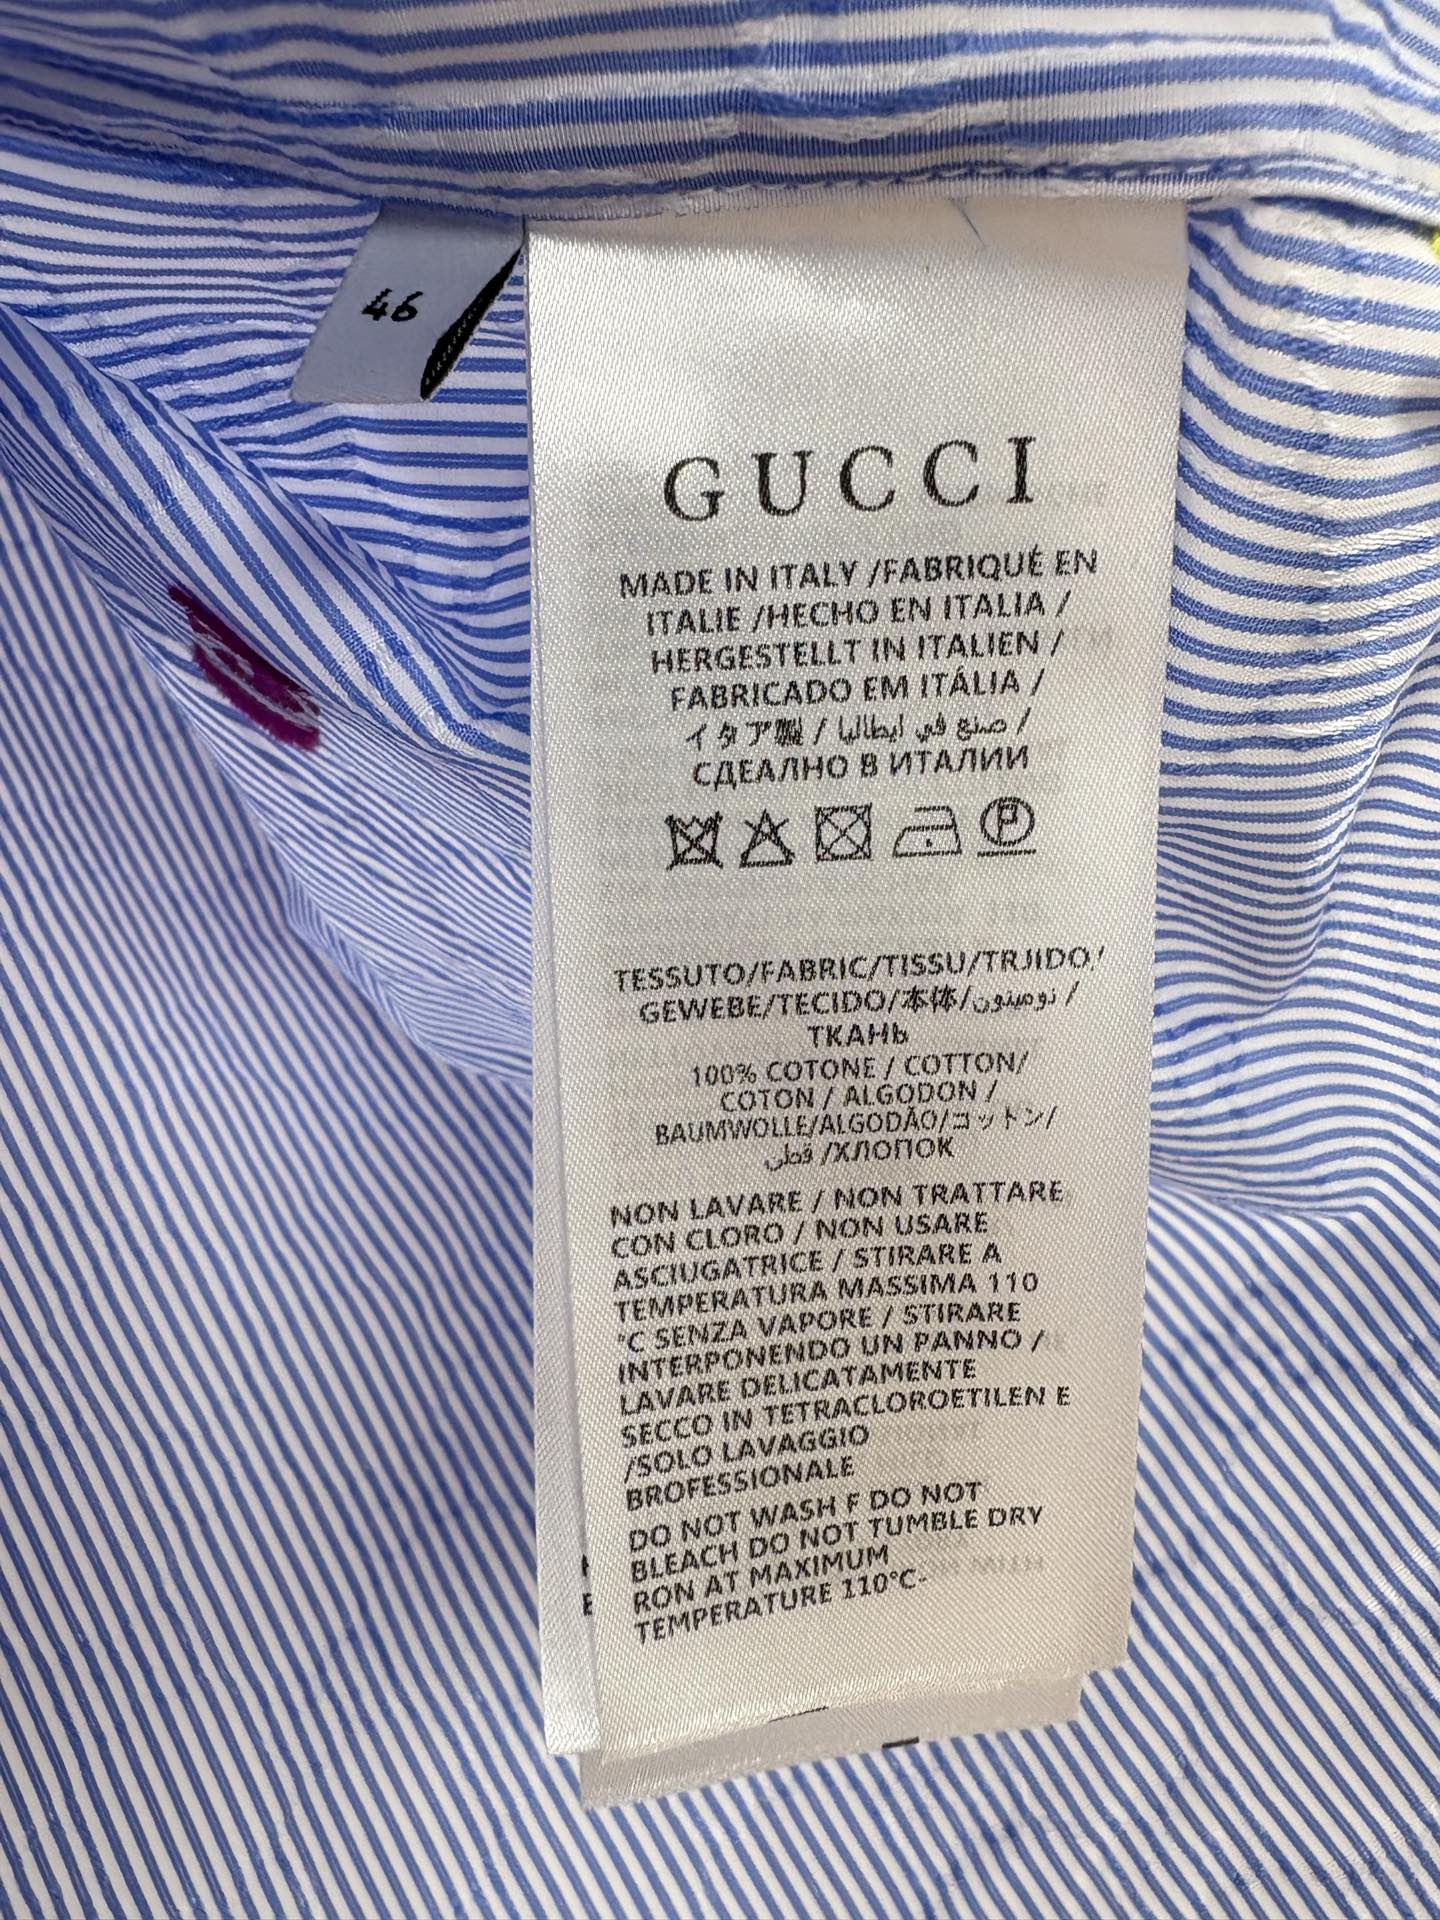 46
GUCCI
MADE IN ITALY /FABRIQUÉ EN
ITALIE /HECHO EN ITALIA /
HERGESTELLT IN ITALIEN /
FABRICADO EM ITÁLIA /
イタア製 / صنع في ايطاليا /
СДЕАЛНО В ИТАЛИИ
P
TESSUTO/FABRIC/TISSU/TRJIDO/
GEWEBE/TECIDO/本体/نوميتون /
ТКАНЬ
100% COTONE / COTTON/
COTON / ALGODON /
BAUMWOLLE/ALGODÃO/コットン/
قطن /ХЛОПОК
NON LAVARE / NON TRATTARE
CON CLORO / NON USARE
ASCIUGATRICE / STIRARE A
TEMPERATURA MASSIMA 110
°C SENZA VAPORE / STIRARE
INTERPONENDO UN PANNO /
LAVARE DELICATAMENTE
SECCO IN TETRACLOROETILEN E
/SOLO LAVAGGIO
BROFESSIONALE
DO NOT WASH F DO NOT
BLEACH DO NOT TUMBLE DRY
RON AT MAXIMUM
TEMPERATURE 110°C-